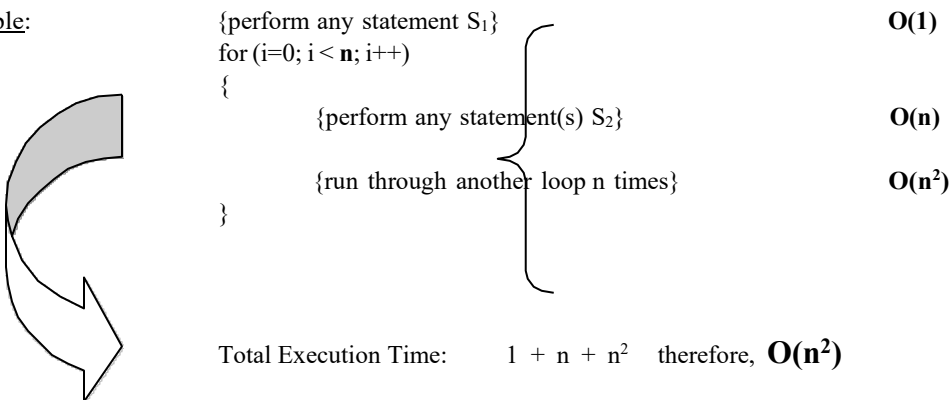 {perform any statement S₁} O(1)
for (i=0; i < n; i++)
{
{perform any statement(s) S₂} O(n)
{run through another loop n times} O(n²)
}
Total Execution Time: 1 + n + n² therefore, O(n²)